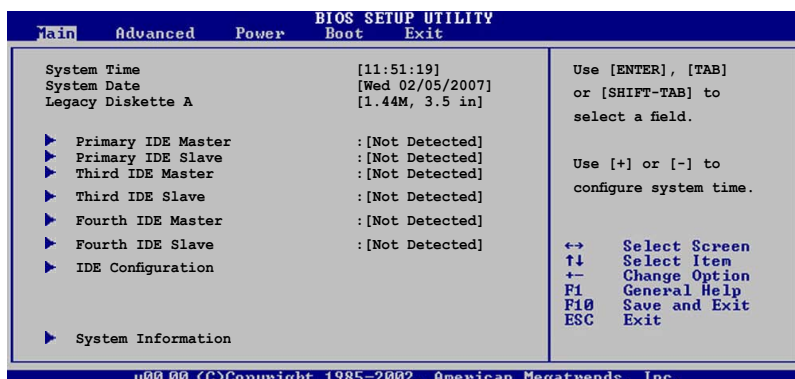 BIOS SETUP UTILITY
Main Advanced Power Boot Exit
System Time [11:51:19]
System Date [Wed 02/05/2007]
Legacy Diskette A [1.44M, 3.5 in]
Primary IDE Master :[Not Detected]
Primary IDE Slave :[Not Detected]
Third IDE Master :[Not Detected]
Third IDE Slave :[Not Detected]
Fourth IDE Master :[Not Detected]
Fourth IDE Slave :[Not Detected]
IDE Configuration
System Information
Use [ENTER], [TAB]
or [SHIFT-TAB] to
select a field.
Use [+] or [-] to
configure system time.
←→ Select Screen
↑↓ Select Item
+- Change Option
F1 General Help
F10 Save and Exit
ESC Exit
v00.00 (C)Copyright 1985-2002, American Megatrends, Inc.